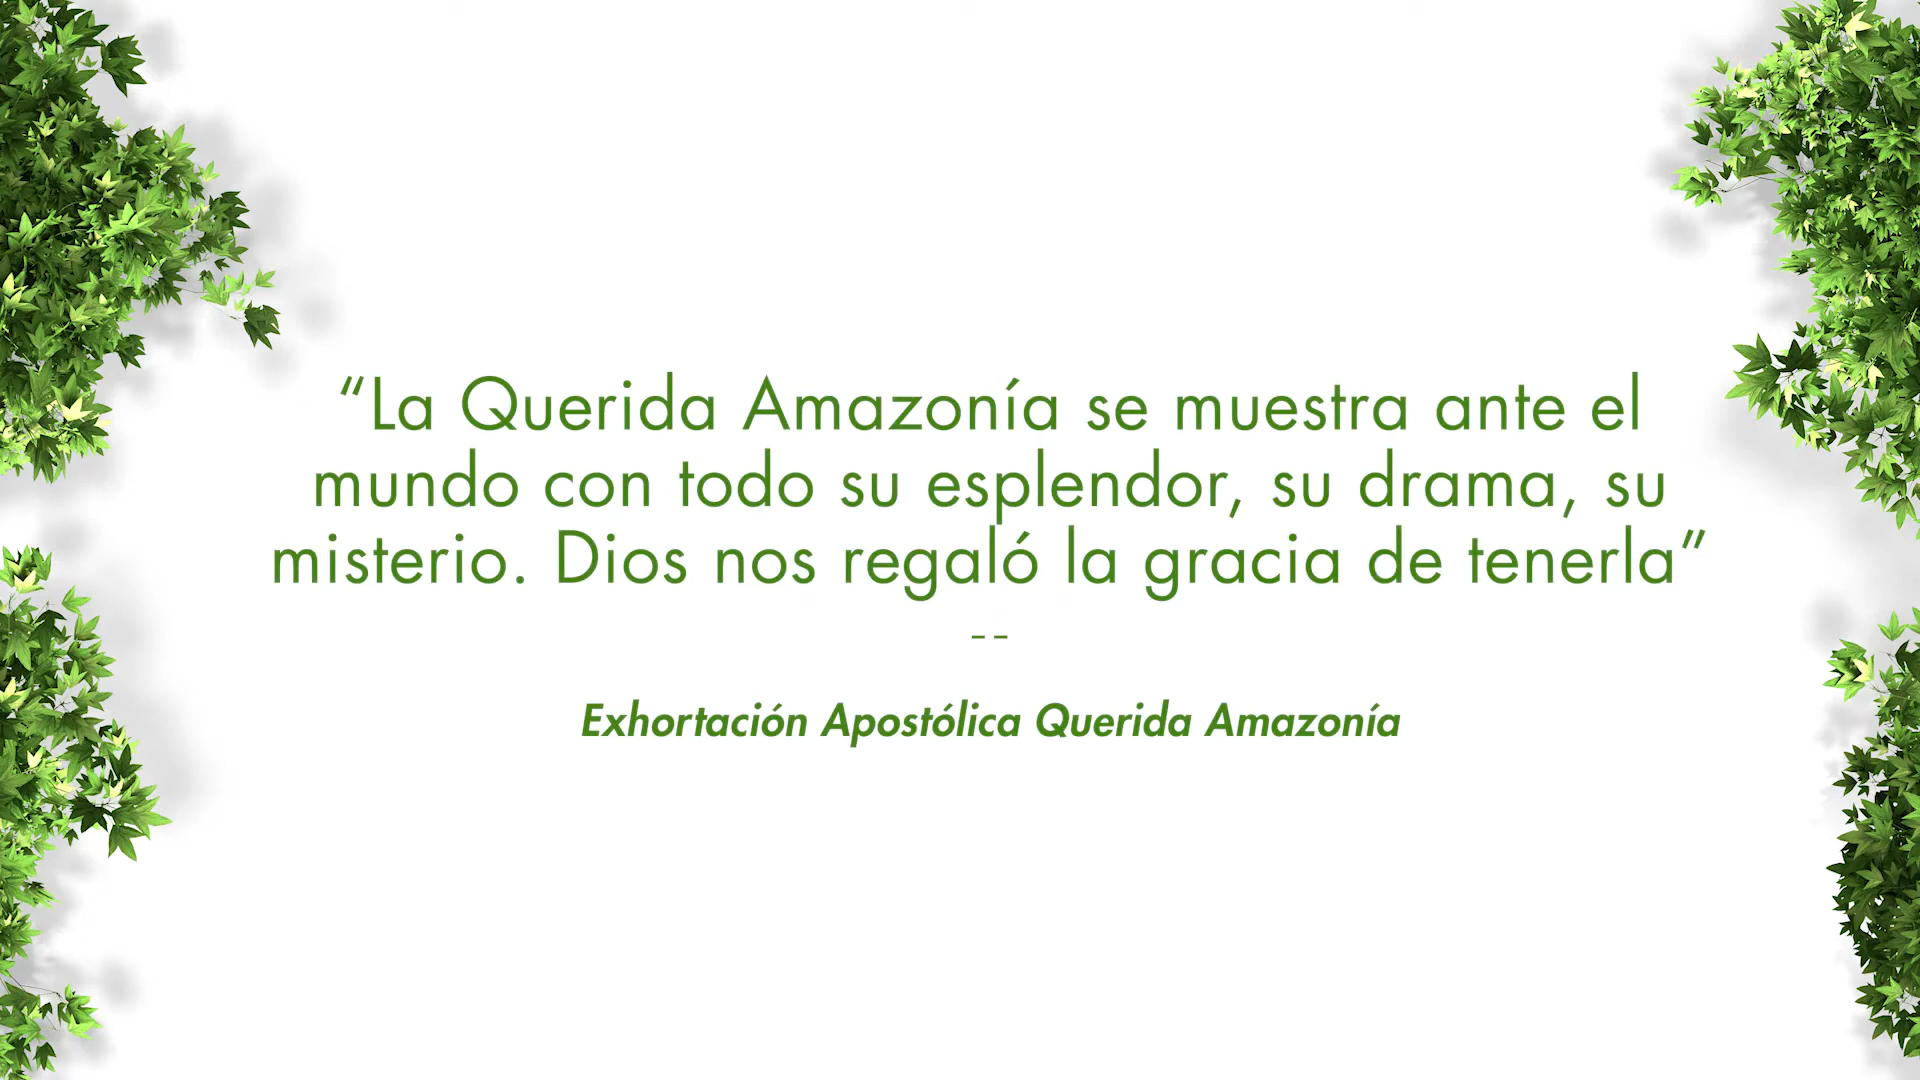 “La Querida Amazonía se muestra ante el
mundo con todo su esplendor, su drama, su
misterio. Dios nos regaló la gracia de tenerla”
--
Exhortación Apostólica Querida Amazonía